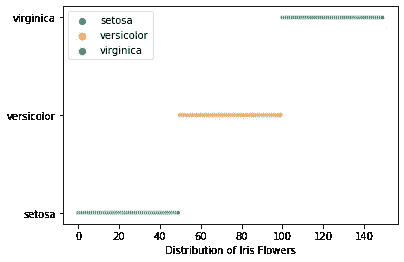 virginica
versicolor
setosa
setosa
versicolor
virginica
0 20 40 60 80 100 120 140
Distribution of Iris Flowers